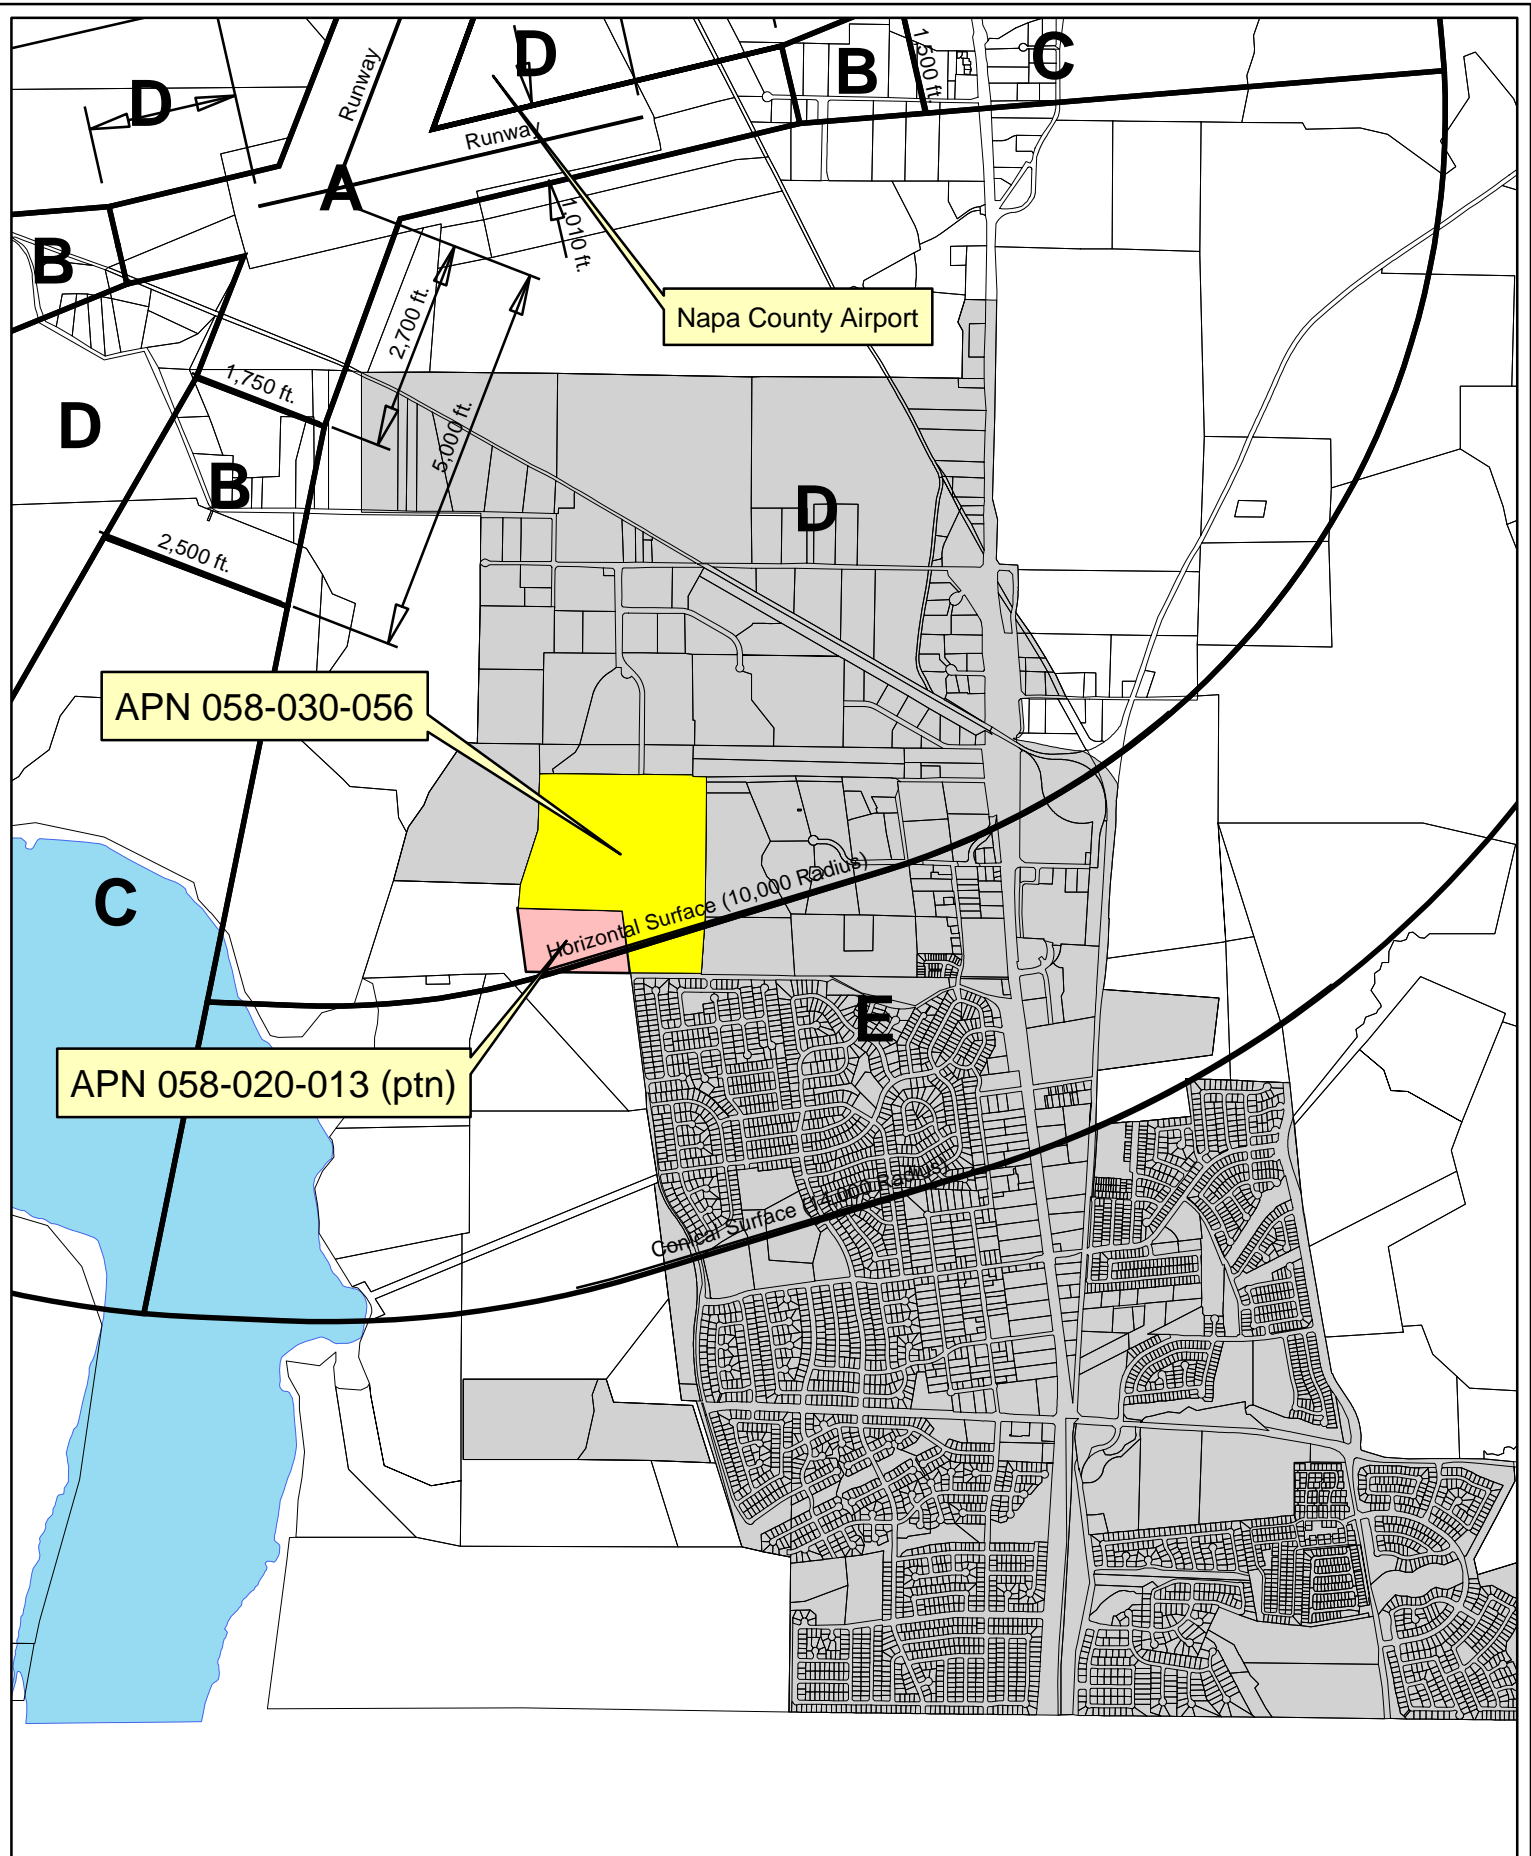 D
B
1,500 ft.
C
D
Runway
Runway
A
1,010 ft.
B
Napa County Airport
2,700 ft.
1,750 ft.
5,000 ft.
D
B
D
2,500 ft.
APN 058-030-056
Horizontal Surface (10,000 Radius)
C
E
APN 058-020-013 (ptn)
Conical Surface (14,000 Radius)